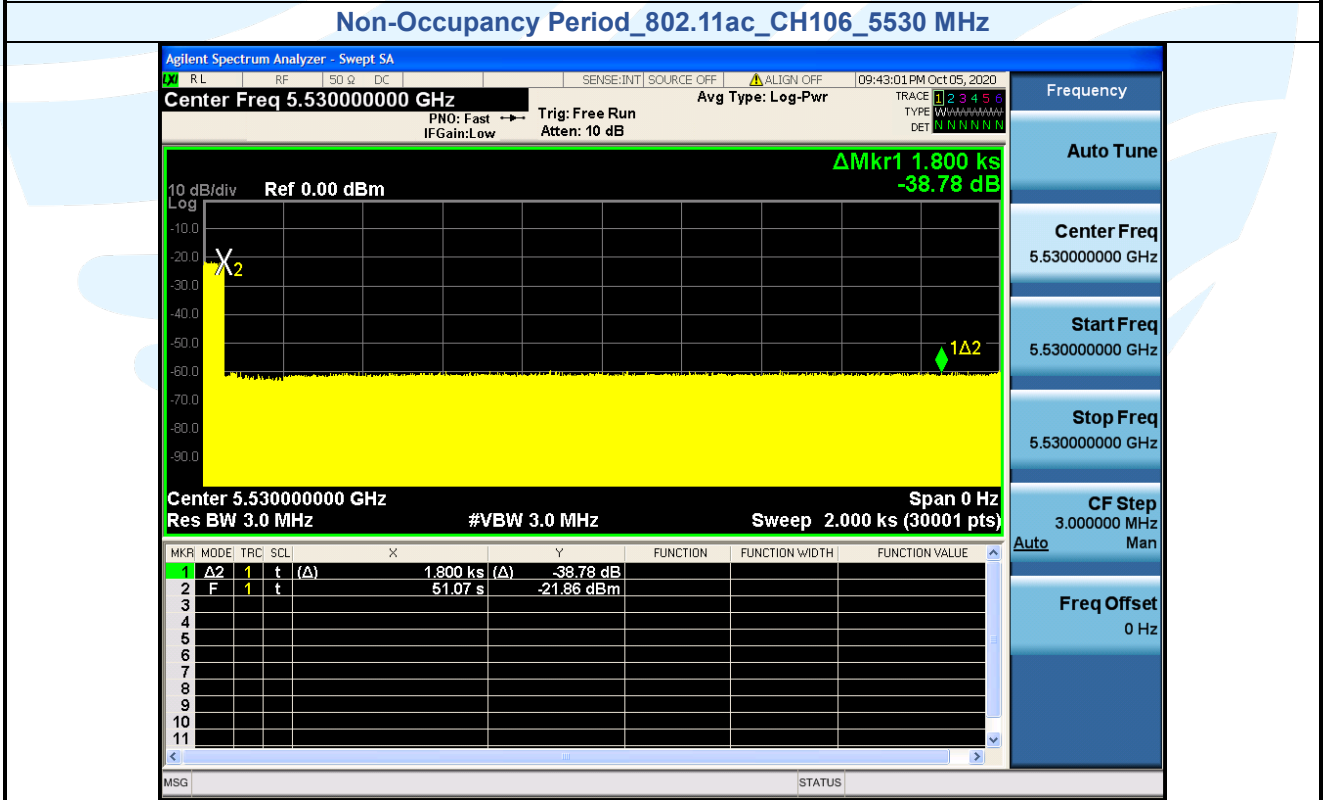 Non-Occupancy Period_802.11ac_CH106_5530 MHz
Agilent Spectrum Analyzer - Swept SA
LXI RL RF 50 Ω DC SENSE:INT SOURCE OFF ALIGN OFF 09:43:01 PM Oct 05, 2020
Center Freq 5.530000000 GHz
PNO: Fast
IFGain:Low
Trig: Free Run
Atten: 10 dB
Avg Type: Log-Pwr
TRACE 1 2 3 4 5 6
TYPE WWWWWW
DET N N N N N N
ΔMkr1 1.800 ks
-38.78 dB
10 dB/div Ref 0.00 dBm
Log
-10.0
-20.0
-30.0
-40.0
-50.0
-60.0
-70.0
-80.0
-90.0
X2
1Δ2
Center 5.530000000 GHz Span 0 Hz
Res BW 3.0 MHz #VBW 3.0 MHz Sweep 2.000 ks (30001 pts)
MKR MODE TRC SCL X Y FUNCTION FUNCTION WIDTH FUNCTION VALUE
1 Δ2 1 t (Δ) 1.800 ks (Δ) -38.78 dB
2 F 1 t 51.07 s -21.86 dBm
3
4
5
6
7
8
9
10
11
MSG STATUS
Frequency
Auto Tune
Center Freq
5.530000000 GHz
Start Freq
5.530000000 GHz
Stop Freq
5.530000000 GHz
CF Step
3.000000 MHz
Auto Man
Freq Offset
0 Hz